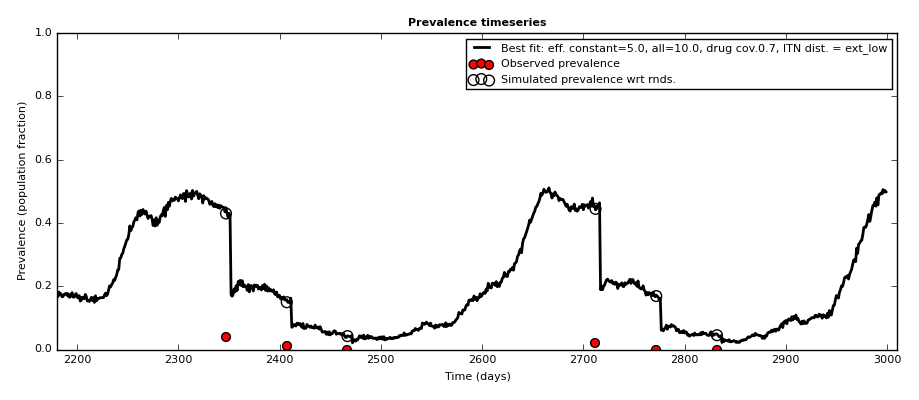 Prevalence timeseries
Best fit: eff. constant=5.0, all=10.0, drug cov.0.7, ITN dist. = ext_low
Observed prevalence
Simulated prevalence wrt rnds.
Prevalence (population fraction)
1.0
0.8
0.6
0.4
0.2
0.0
2200 2300 2400 2500 2600 2700 2800 2900 3000
Time (days)